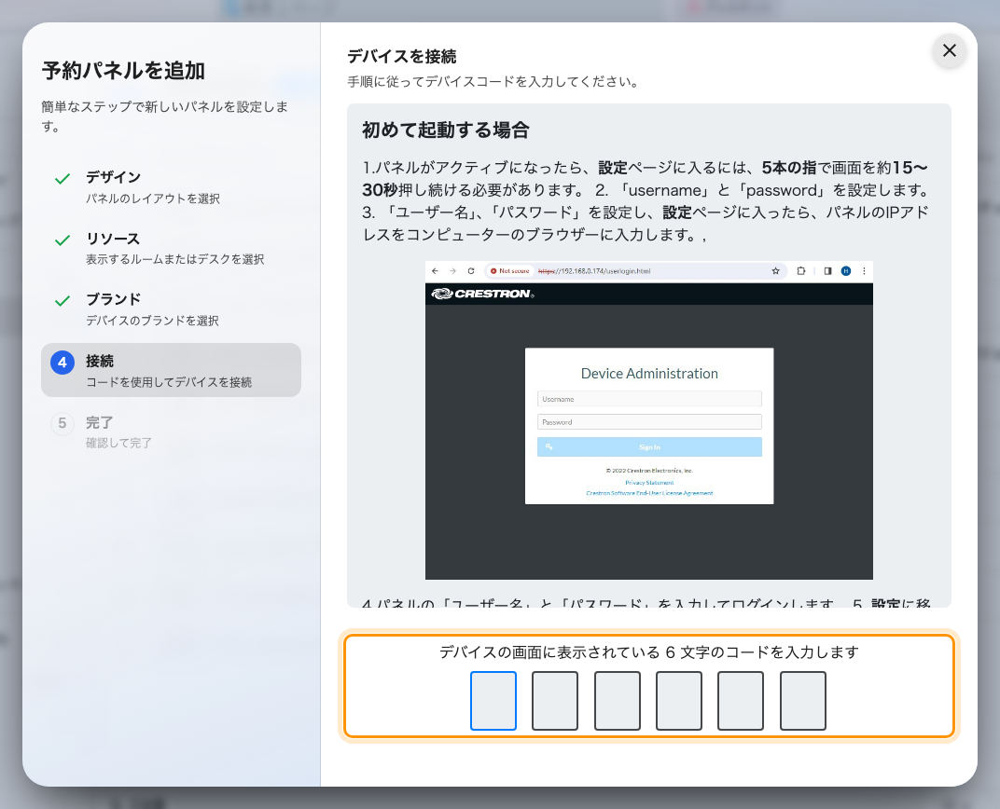 予約パネルを追加
簡単なステップで新しいパネルを設定しま
す。
デザイン
パネルのレイアウトを選択
リソース
表示するルームまたはデスクを選択
ブランド
デバイスのブランドを選択
4 接続
コードを使用してデバイスを接続
5 完了
確認して完了
デバイスを接続
手順に従ってデバイスコードを入力してください。
初めて起動する場合
1.パネルがアクティブになったら、設定ページに入るには、5本の指で画面を約15〜
30秒押し続ける必要があります。 2. 「username」と「password」を設定します。
3. 「ユーザー名」、「パスワード」を設定し、設定ページに入ったら、パネルのIPアド
レスをコンピューターのブラウザーに入力します。,
Not secure https://192.168.0.174/userlogin.html
H
CRESTRON®
Device Administration
Username
Password
Sign In
© 2022 Crestron Electronics, Inc.
Privacy Statement
Crestron Software End-User License Agreement
4.パネルの「ユーザー名」と「パスワード」を入力してログインします。 5. 設定に移
デバイスの画面に表示されている 6 文字のコードを入力します